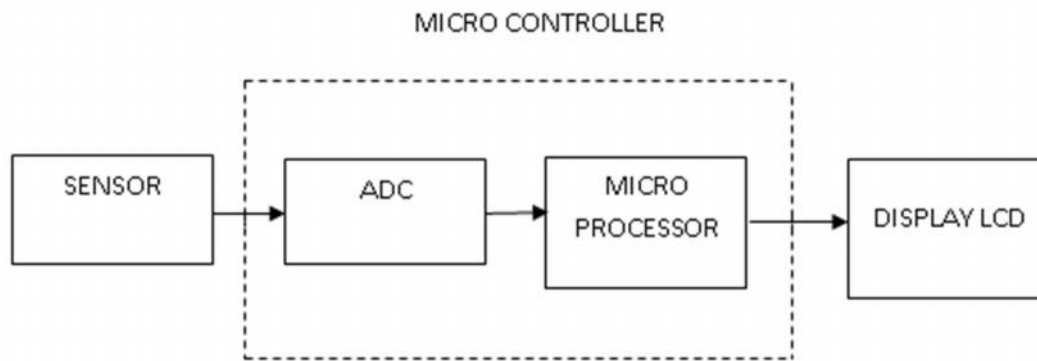 MICRO CONTROLLER
SENSOR
ADC
MICRO
PROCESSOR
DISPLAY LCD